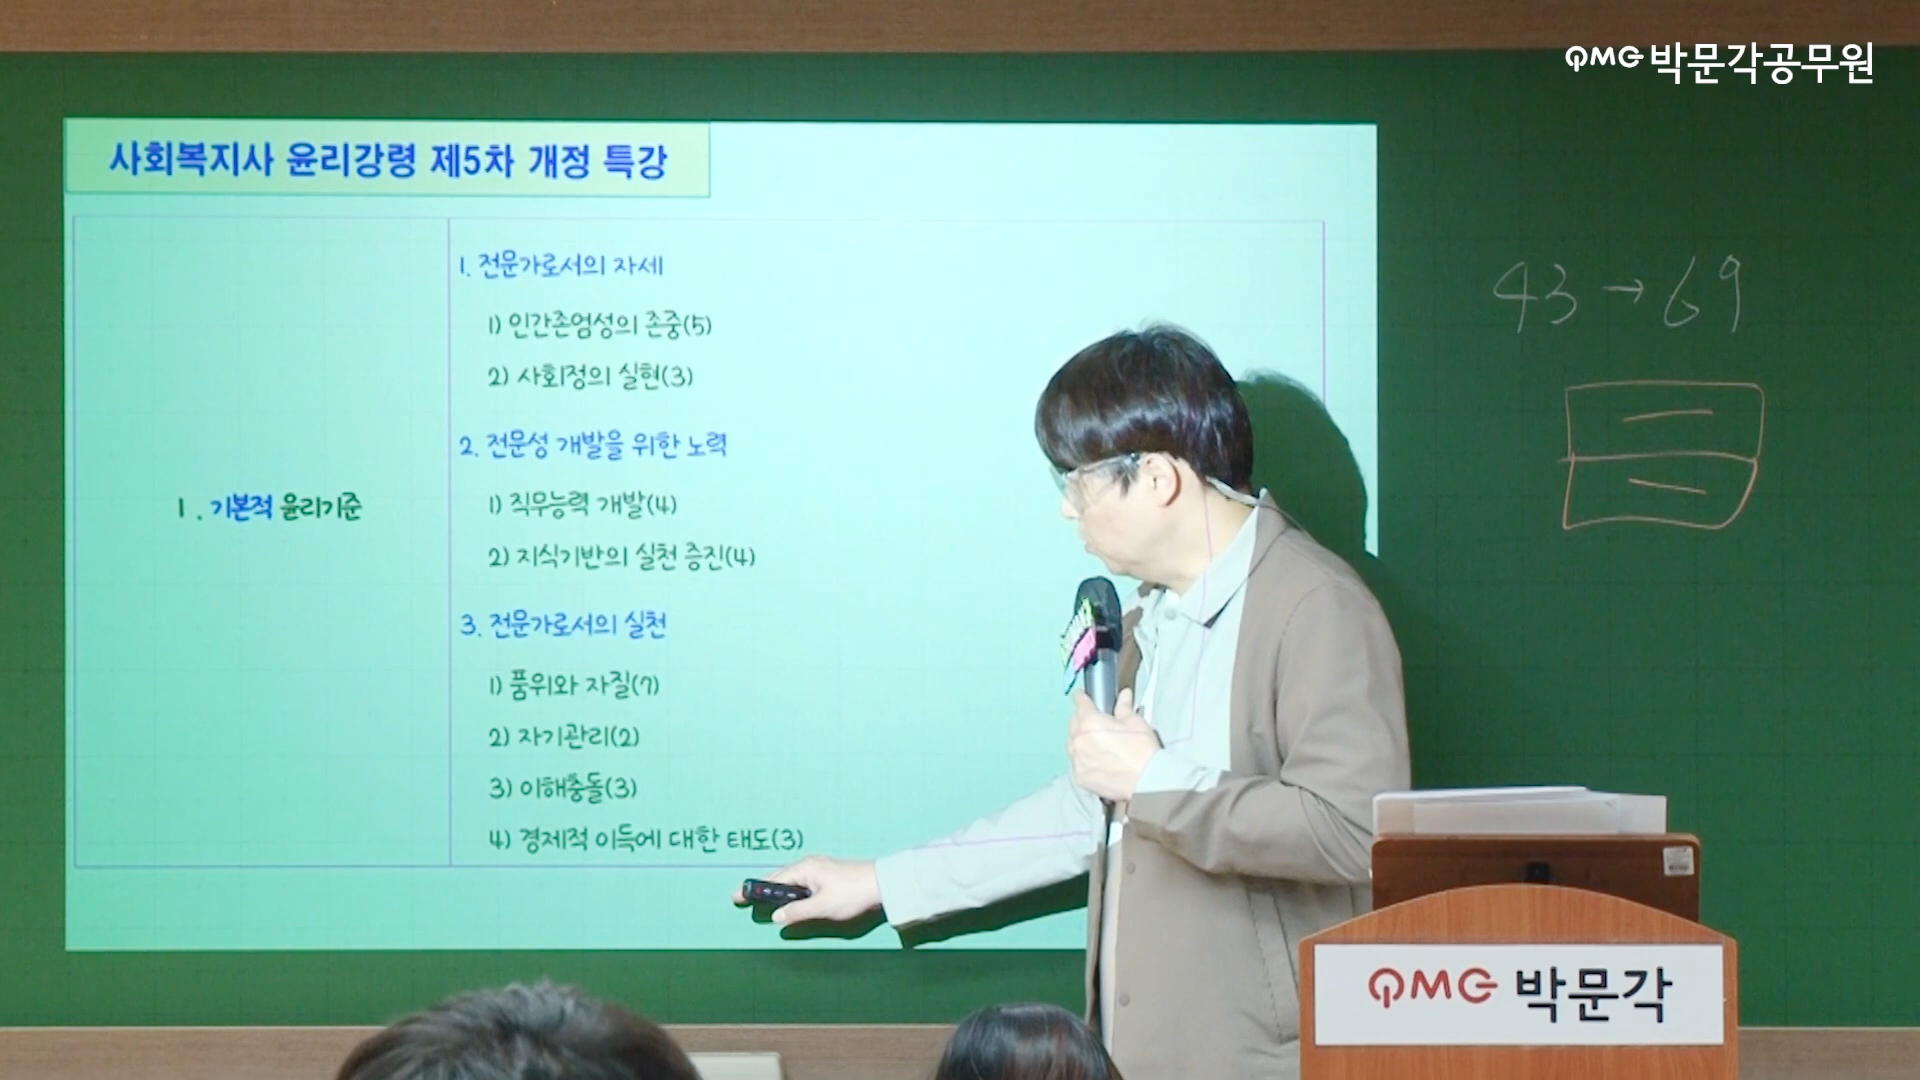 PMG 박문각공무원
사회복지사 윤리강령 제5차 개정 특강
1. 기본적 윤리기준
1. 전문가로서의 자세
1) 인간존엄성의 존중(5)
2) 사회정의 실현(3)
2. 전문성 개발을 위한 노력
1) 직무능력 개발(4)
2) 지식기반의 실천 증진(4)
3. 전문가로서의 실천
1) 품위와 자질(7)
2) 자기관리(2)
3) 이해충돌(3)
4) 경제적 이득에 대한 태도(3)
43 → 69
PMG 박문각